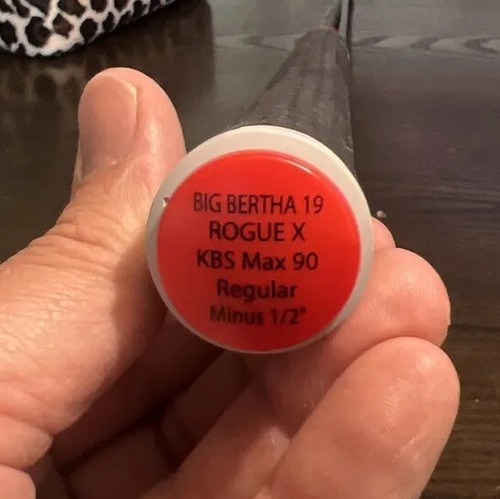 BIG BERTHA 19
ROGUE X
KBS Max 90
Regular
Minus 1/2"